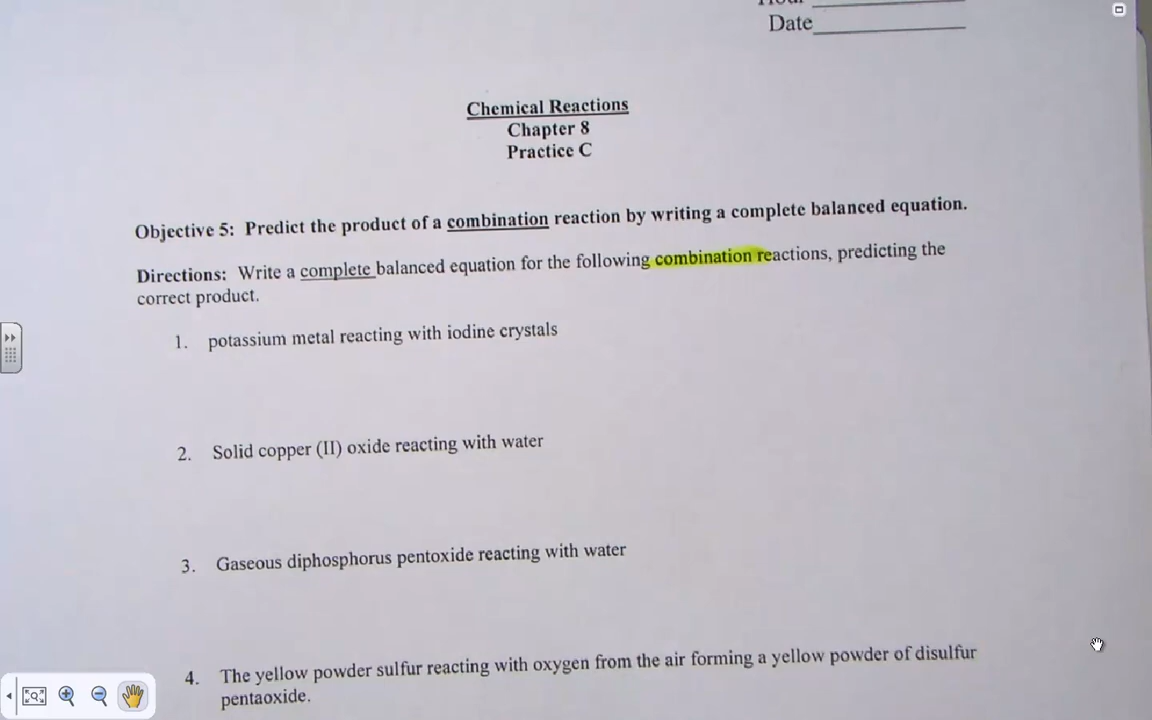 Date
Chemical Reactions
Chapter 8
Practice C
Objective 5: Predict the product of a combination reaction by writing a complete balanced equation.
Directions: Write a complete balanced equation for the following combination reactions, predicting the
correct product.
1. potassium metal reacting with iodine crystals
2. Solid copper (II) oxide reacting with water
3. Gaseous diphosphorus pentoxide reacting with water
4. The yellow powder sulfur reacting with oxygen from the air forming a yellow powder of disulfur
pentaoxide.